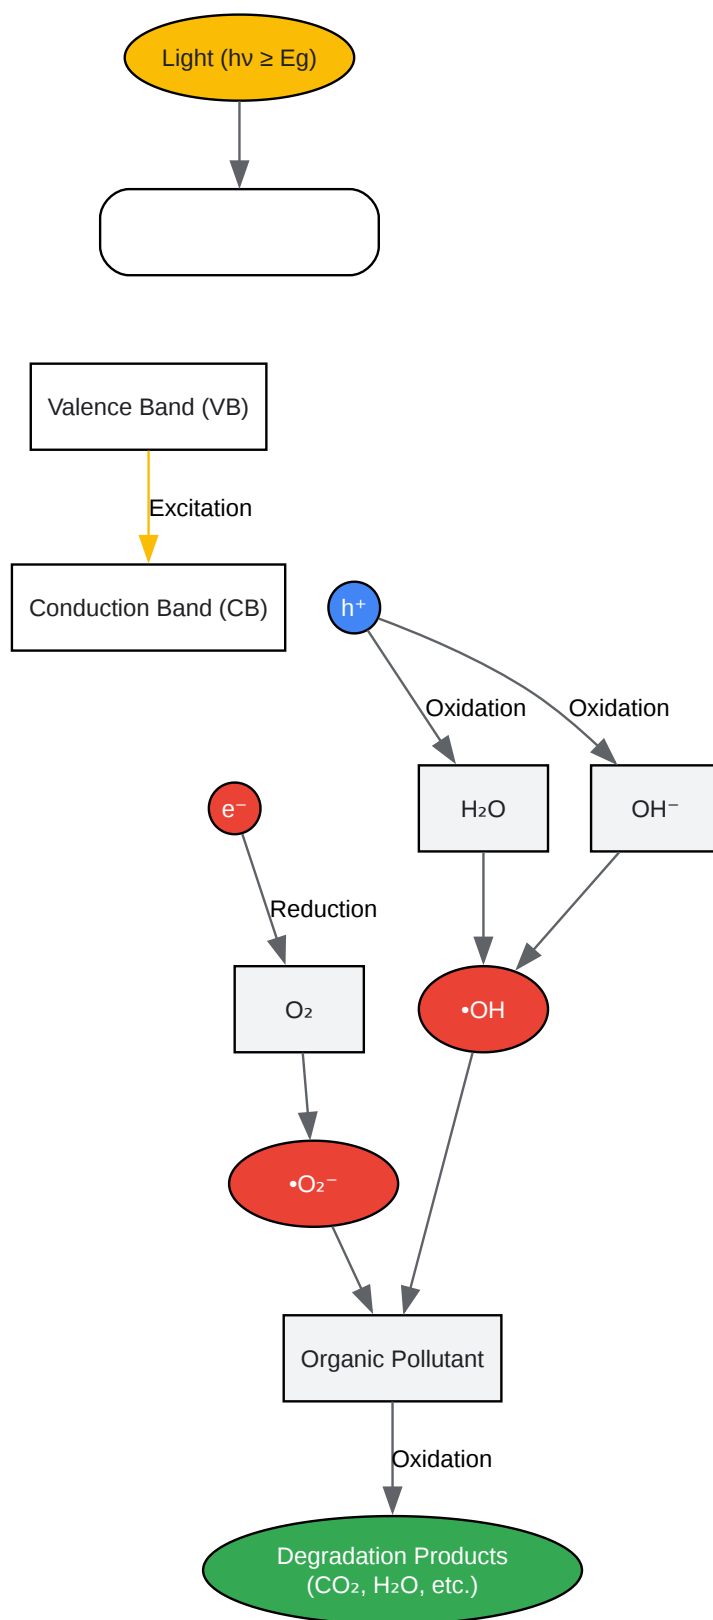 Light (hν ≥ Eg)
Valence Band (VB)
Excitation
Conduction Band (CB)
h⁺
Oxidation
Oxidation
H₂O
OH⁻
e⁻
Reduction
O₂
•OH
•O₂⁻
Organic Pollutant
Oxidation
Degradation Products
(CO₂, H₂O, etc.)